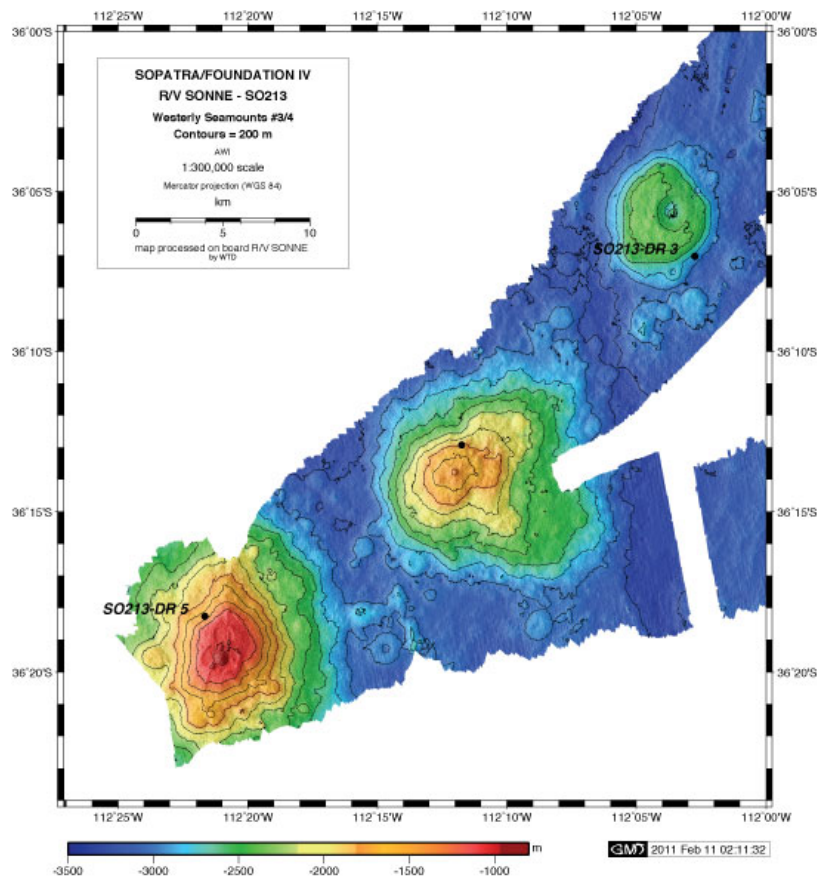 112°25'W 112°20'W 112°15'W 112°10'W 112°05'W 112°00'W
36°00'S 36°00'S
SOPATRA/FOUNDATION IV
R/V SONNE - SO213
Westerly Seamounts #3/4
Contours = 200 m
AWI
1:300,000 scale
Mercator projection (WGS 84)
km
0 5 10
map processed on board R/V SONNE
by WTD
36°05'S 36°05'S
SO213-DR 3
36°10'S 36°10'S
36°15'S 36°15'S
SO213-DR 5
36°20'S 36°20'S
112°25'W 112°20'W 112°15'W 112°10'W 112°05'W 112°00'W
m
-3500 -3000 -2500 -2000 -1500 -1000
GMD 2011 Feb 11 02:11:32